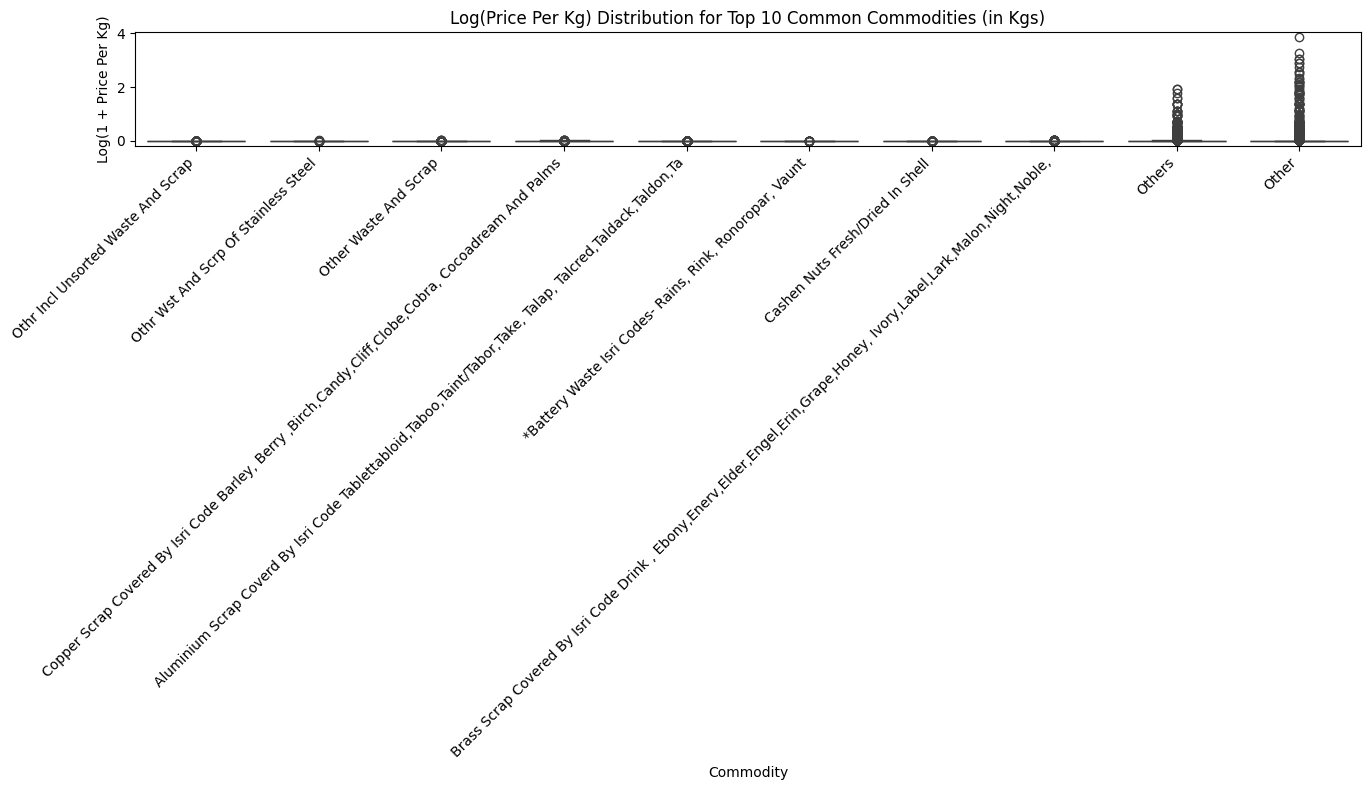 Log(Price Per Kg) Distribution for Top 10 Common Commodities (in Kgs)
Log(1 + Price Per Kg)
4
2
0
Othr Incl Unsorted Waste And Scrap
Othr Wst And Scrp Of Stainless Steel
Other Waste And Scrap
Copper Scrap Covered By Isri Code Barley, Berry ,Birch,Candy,Cliff,Clobe,Cobra, Cocoadream And Palms
Aluminium Scrap Coverd By Isri Code Tablettabloid,Taboo,Taint/Tabor,Take, Talap, Talcred,Taldack,Taldon,Ta
*Battery Waste Isri Codes- Rains, Rink, Ronoropar, Vaunt
Cashen Nuts Fresh/Dried In Shell
Brass Scrap Covered By Isri Code Drink , Ebony,Enerv,Elder,Engel,Erin,Grape,Honey, Ivory,Label,Lark,Malon,Night,Noble,
Others
Other
Commodity